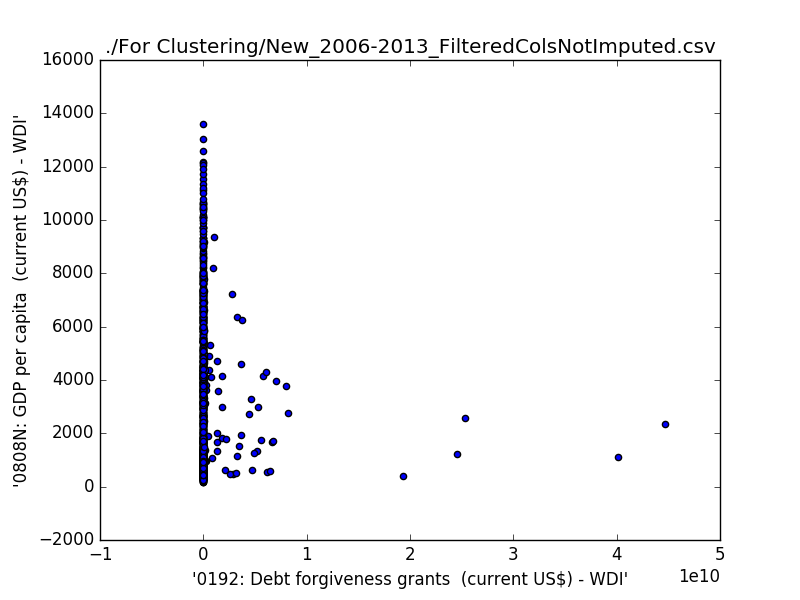 ./For Clustering/New_2006-2013_FilteredColsNotImputed.csv
16000
14000
12000
10000
8000
6000
4000
2000
0
−2000
'0808N: GDP per capita  (current US$) - WDI'
−1 0 1 2 3 4 5
1e10
'0192: Debt forgiveness grants  (current US$) - WDI'